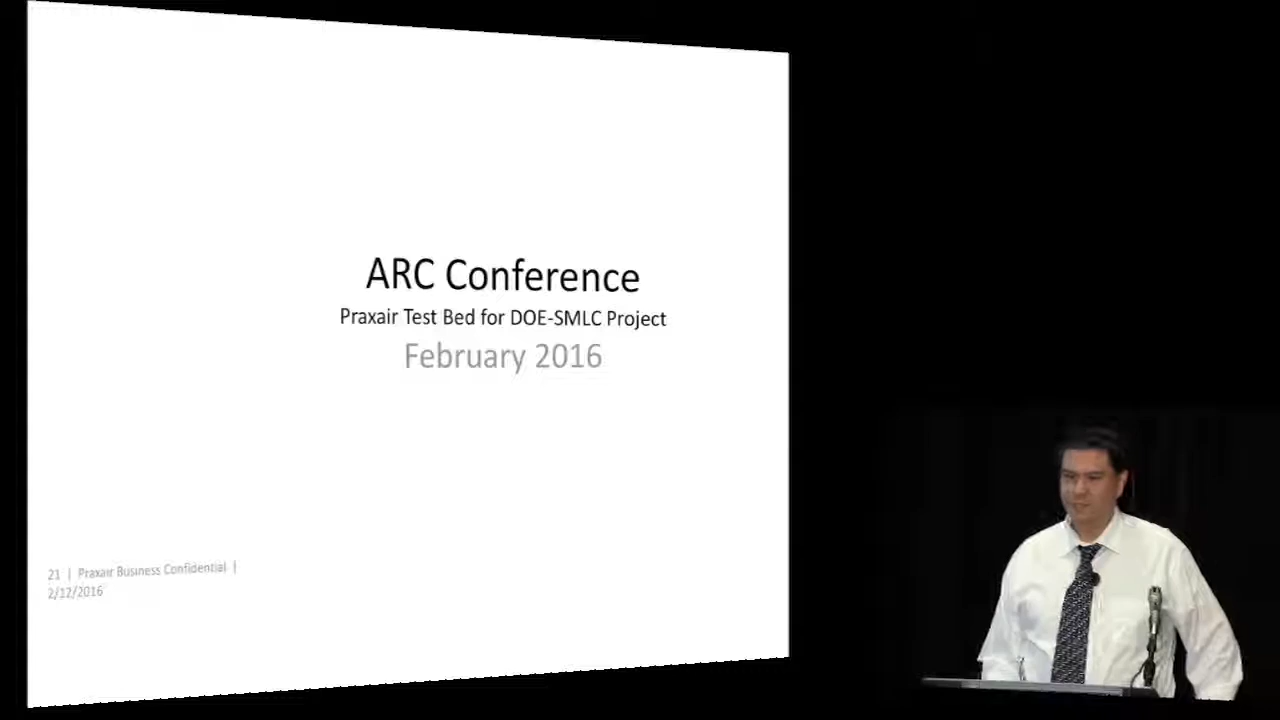 ARC Conference
Praxair Test Bed for DOE-SMLC Project
February 2016
21 | Praxair Business Confidential |
2/12/2016